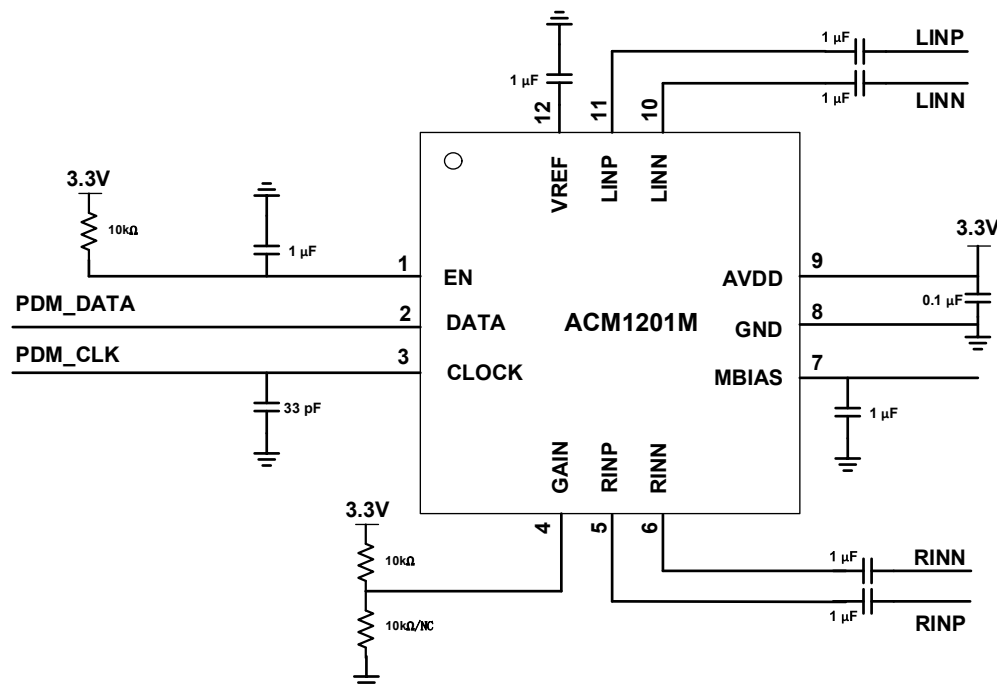 1 μF
LINP
1 μF
1 μF
LINN
12
11
10
VREF
LINP
LINN
3.3V
10kΩ
1 μF
1
EN
3.3V
9
AVDD
0.1 μF
PDM_DATA
2
DATA
ACM1201M
8
GND
PDM_CLK
3
CLOCK
7
MBIAS
33 pF
1 μF
GAIN
RINP
RINN
4
5
6
3.3V
10kΩ
10kΩ/NC
1 μF
RINN
1 μF
RINP